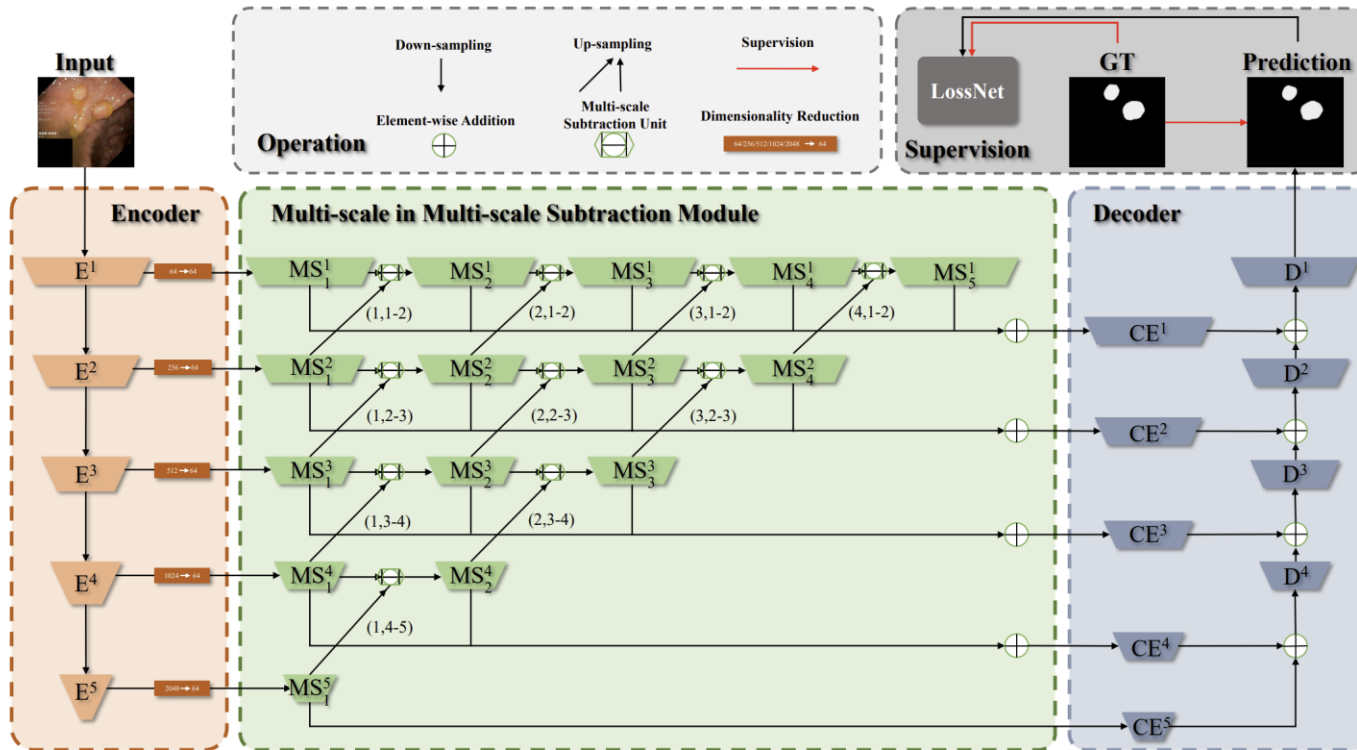 Input
Down-sampling
Up-sampling
Supervision
Element-wise Addition
Multi-scale
Subtraction Unit
Dimensionality Reduction
64/256/512/1024/2048 → 64
Operation
LossNet
GT
Prediction
Supervision
Encoder
Multi-scale in Multi-scale Subtraction Module
Decoder
E¹
64 → 64
MS₁¹
MS₂¹
MS₃¹
MS₄¹
MS₅¹
D¹
(1,1-2)
(2,1-2)
(3,1-2)
(4,1-2)
CE¹
E²
256 → 64
MS₁²
MS₂²
MS₃²
MS₄²
D²
(1,2-3)
(2,2-3)
(3,2-3)
CE²
E³
512 → 64
MS₁³
MS₂³
MS₃³
D³
(1,3-4)
(2,3-4)
CE³
E⁴
1024 → 64
MS₁⁴
MS₂⁴
D⁴
(1,4-5)
CE⁴
E⁵
2048 → 64
MS₁⁵
CE⁵